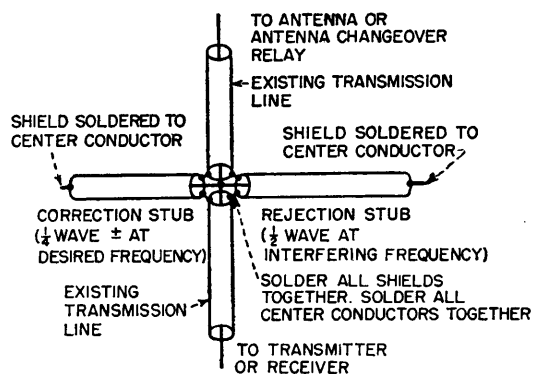 TO ANTENNA OR
ANTENNA CHANGEOVER
RELAY
EXISTING TRANSMISSION
LINE
SHIELD SOLDERED TO
CENTER CONDUCTOR
SHIELD SOLDERED TO
CENTER CONDUCTOR
CORRECTION STUB
(1/4 WAVE ± AT
DESIRED FREQUENCY)
REJECTION STUB
(1/2 WAVE AT
INTERFERING FREQUENCY)
SOLDER ALL SHIELDS
TOGETHER. SOLDER ALL
CENTER CONDUCTORS TOGETHER
EXISTING
TRANSMISSION
LINE
TO TRANSMITTER
OR RECEIVER